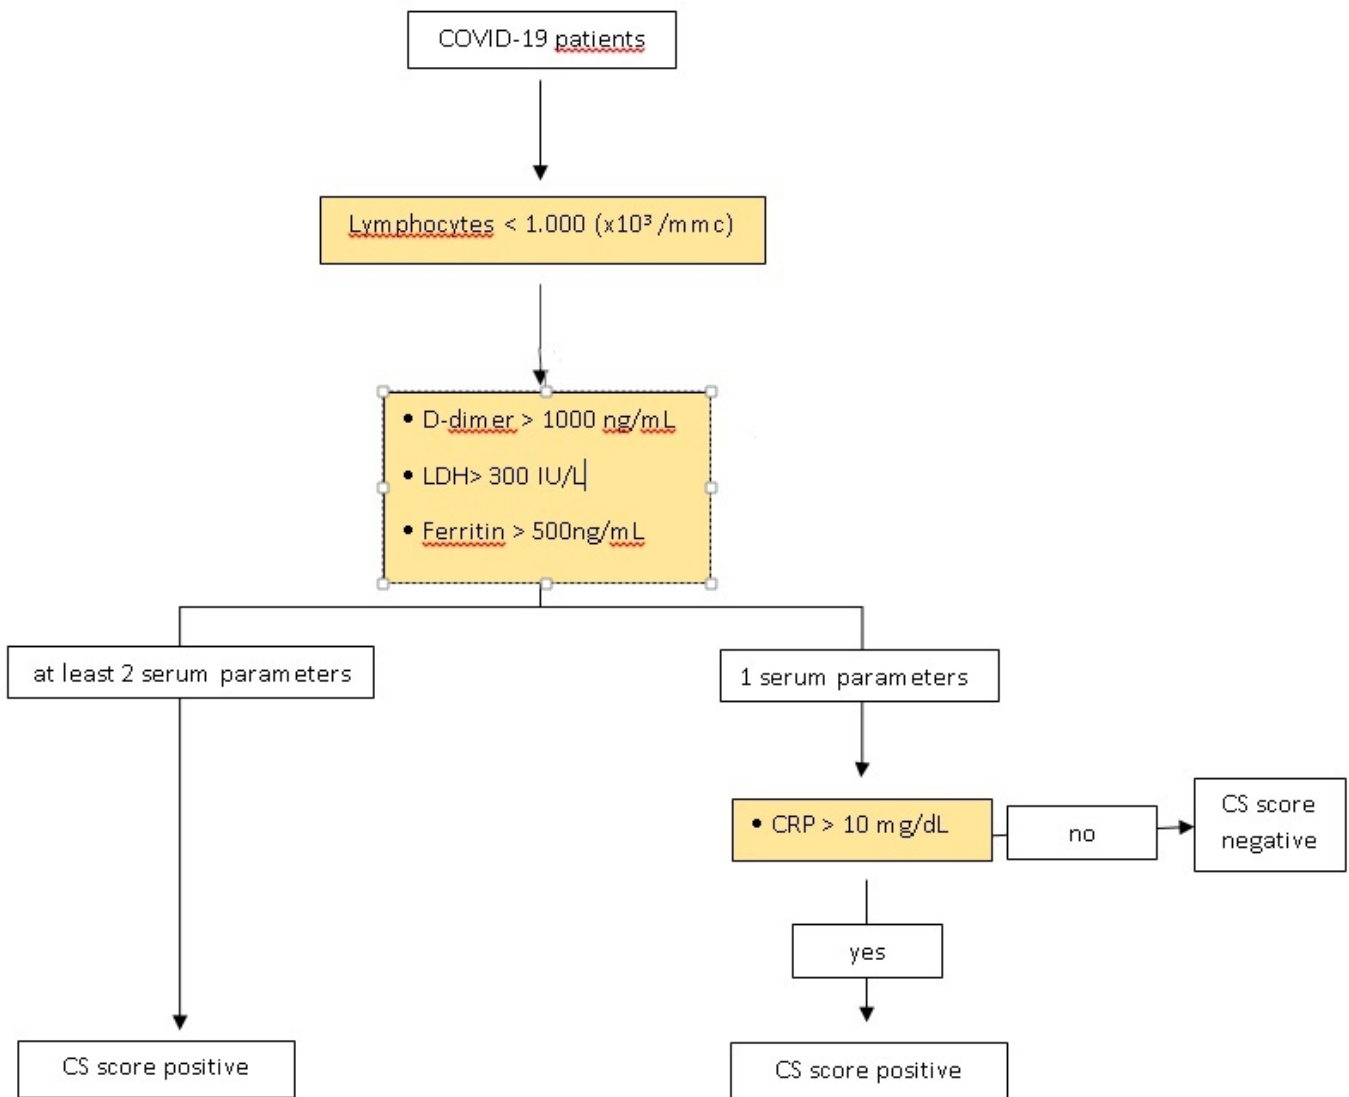 COVID-19 patients
Lymphocytes < 1.000 (x10³/mmc)
• D-dimer > 1000 ng/mL
• LDH> 300 IU/L
• Ferritin > 500ng/mL
at least 2 serum parameters
1 serum parameters
• CRP > 10 mg/dL
no
CS score
negative
yes
CS score positive
CS score positive